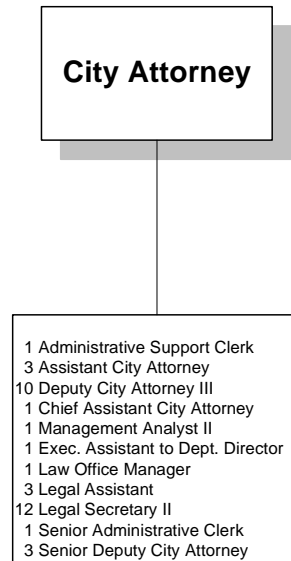 City Attorney
1 Administrative Support Clerk
3 Assistant City Attorney
10 Deputy City Attorney III
1 Chief Assistant City Attorney
1 Management Analyst II
1 Exec. Assistant to Dept. Director
1 Law Office Manager
3 Legal Assistant
12 Legal Secretary II
1 Senior Administrative Clerk
3 Senior Deputy City Attorney